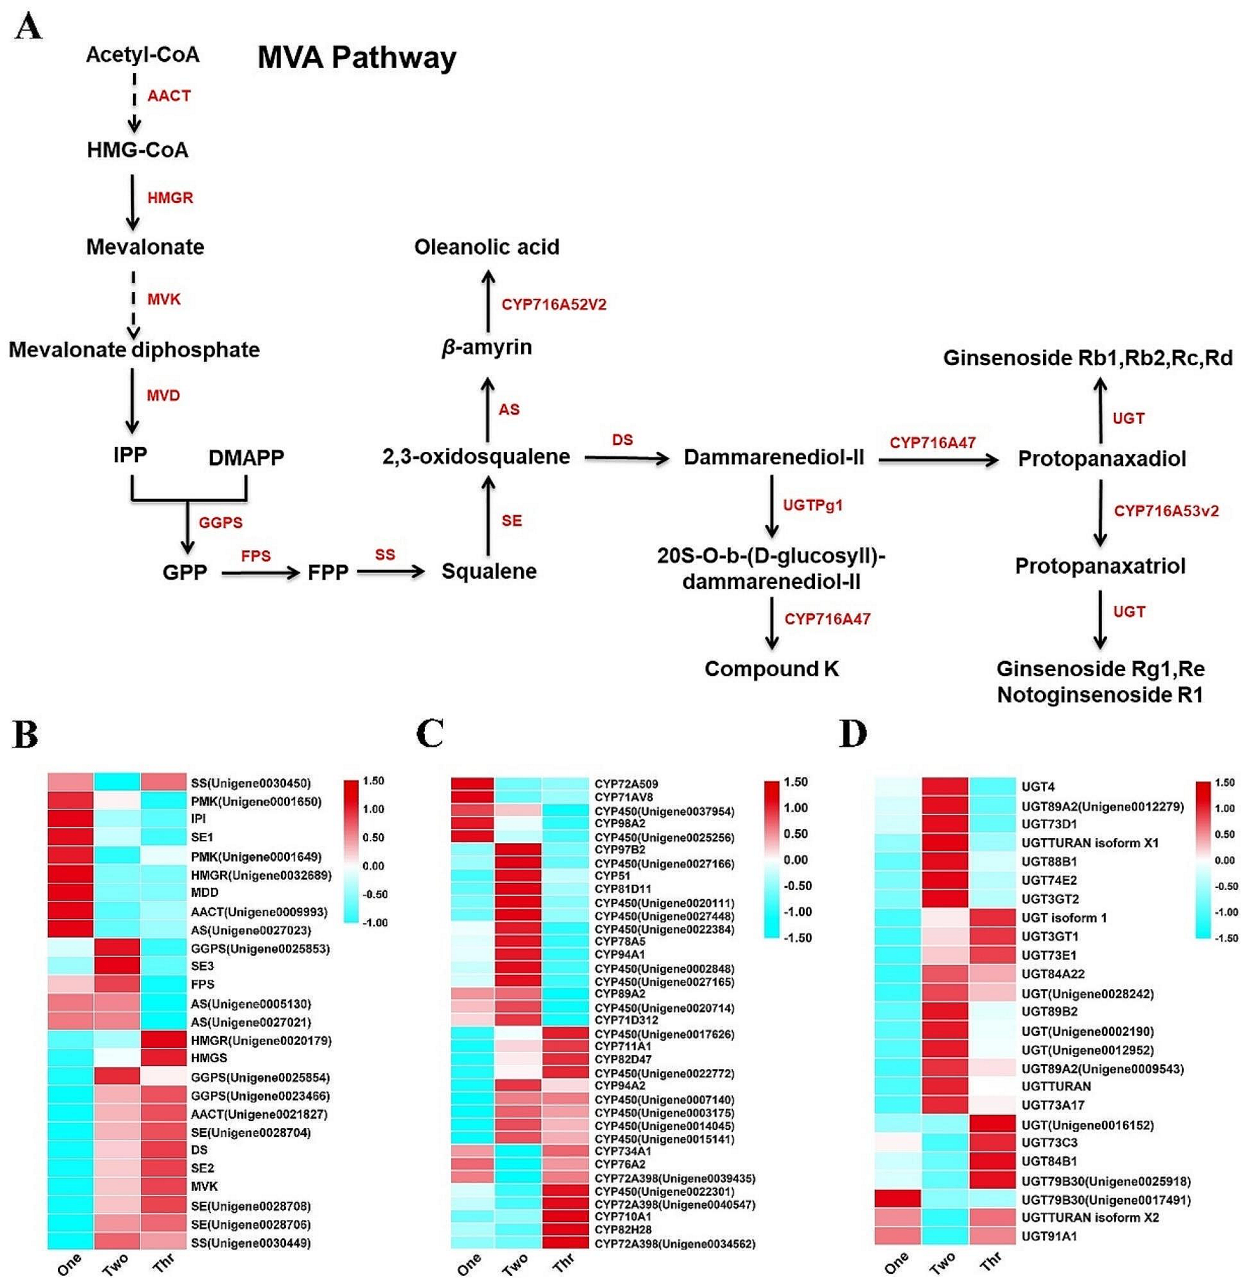 A
MVA Pathway
Acetyl-CoA
AACT
HMG-CoA
HMGR
Mevalonate
MVK
Mevalonate diphosphate
MVD
IPP
DMAPP
GGPS
GPP
FPS
FPP
SS
Squalene
SE
2,3-oxidosqualene
AS
β-amyrin
CYP716A52V2
Oleanolic acid
DS
Dammarenediol-II
UGTPg1
20S-O-b-(D-glucosyll)-
dammarenediol-II
CYP716A47
Compound K
CYP716A47
Protopanaxadiol
UGT
Ginsenoside Rb1,Rb2,Rc,Rd
CYP716A53v2
Protopanaxatriol
UGT
Ginsenoside Rg1,Re
Notoginsenoside R1
B
SS(Unigene0030450)
PMK(Unigene0001650)
IPI
SE1
PMK(Unigene0001649)
HMGR(Unigene0032689)
MDD
AACT(Unigene0009993)
AS(Unigene0027023)
GGPS(Unigene0025853)
SE3
FPS
AS(Unigene0005130)
AS(Unigene0027021)
HMGR(Unigene0020179)
HMGS
GGPS(Unigene0025854)
GGPS(Unigene0023466)
AACT(Unigene0021827)
SE(Unigene0028704)
DS
SE2
MVK
SE(Unigene0028708)
SE(Unigene0028705)
SS(Unigene0030449)
One
Two
Thr
1.50
1.00
0.50
0.00
-0.50
-1.00
C
CYP72A509
CYP71AV8
CYP450(Unigene0037954)
CYP98A2
CYP450(Unigene0025256)
CYP97B2
CYP450(Unigene0027166)
CYP51
CYP81D11
CYP450(Unigene0020111)
CYP450(Unigene0027448)
CYP450(Unigene0022384)
CYP78A5
CYP94A1
CYP450(Unigene0002848)
CYP450(Unigene0027165)
CYP89A2
CYP450(Unigene0020714)
CYP71D312
CYP450(Unigene0017626)
CYP711A1
CYP82D47
CYP450(Unigene0022772)
CYP94A2
CYP450(Unigene0007140)
CYP450(Unigene0003175)
CYP450(Unigene0014045)
CYP450(Unigene0015141)
CYP734A1
CYP76A2
CYP72A398(Unigene0039435)
CYP450(Unigene0022301)
CYP72A398(Unigene0040547)
CYP710A1
CYP82H28
CYP72A398(Unigene0034562)
One
Two
Thr
1.50
1.00
0.50
0.00
-0.50
-1.00
-1.50
D
UGT4
UGT89A2(Unigene0012279)
UGT73D1
UGTTURAN isoform X1
UGT88B1
UGT74E2
UGT3GT2
UGT isoform 1
UGT3GT1
UGT73E1
UGT84A22
UGT(Unigene0028242)
UGT89B2
UGT(Unigene0002190)
UGT(Unigene0012952)
UGT89A2(Unigene0009543)
UGTTURAN
UGT73A17
UGT(Unigene0016152)
UGT73C3
UGT84B1
UGT79B30(Unigene0025918)
UGT79B30(Unigene0017491)
UGTTURAN isoform X2
UGT91A1
One
Two
Thr
1.50
1.00
0.50
0.00
-0.50
-1.00
-1.50